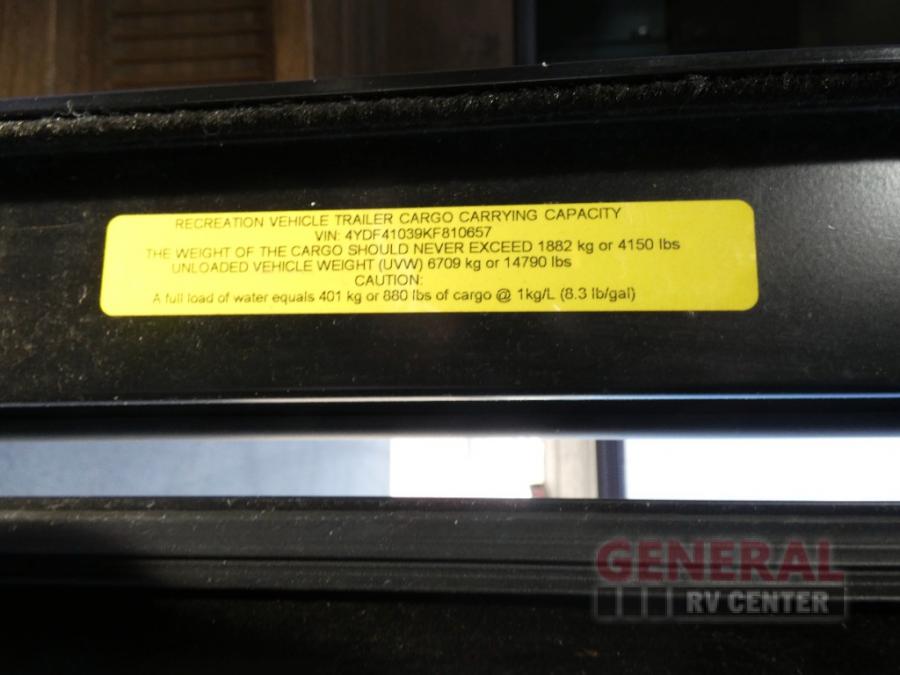 RECREATION VEHICLE TRAILER CARGO CARRYING CAPACITY
VIN: 4YDF41039KF810657
THE WEIGHT OF THE CARGO SHOULD NEVER EXCEED 1882 kg or 4150 lbs
UNLOADED VEHICLE WEIGHT (UVW) 6709 kg or 14790 lbs
CAUTION:
A full load of water equals 401 kg or 880 lbs of cargo @ 1kg/L (8.3 lb/gal)
GENERAL
RV CENTER